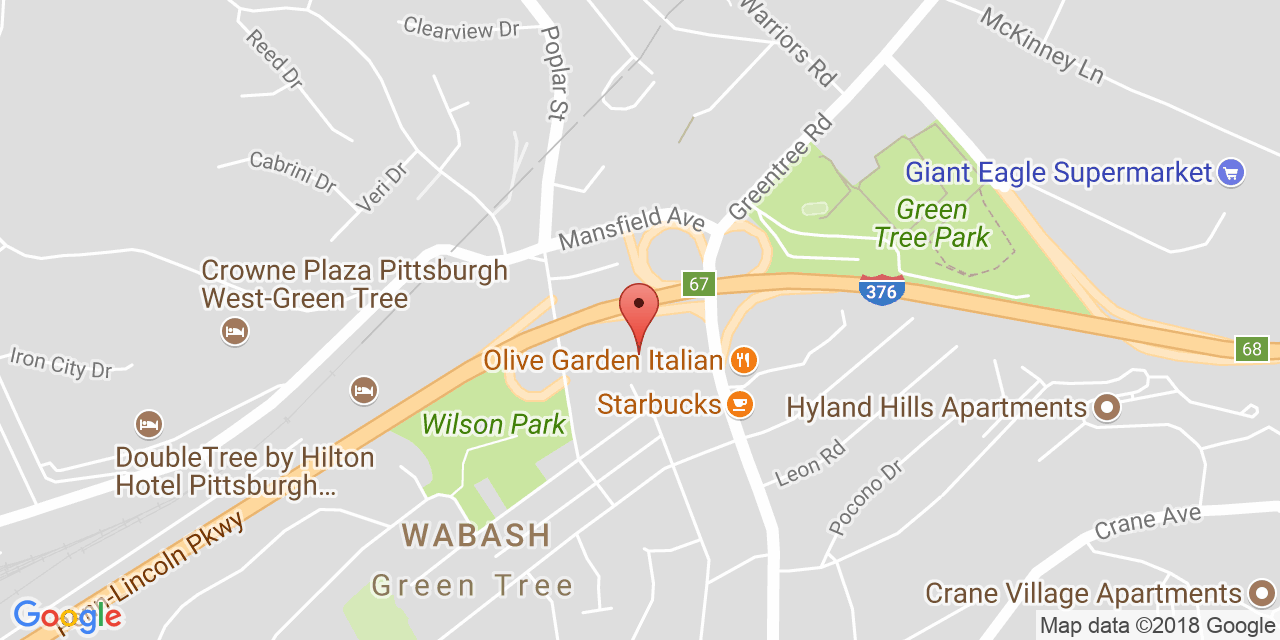 Clearview Dr
Reed Dr
Poplar St
Warriors Rd
McKinney Ln
Cabrini Dr
Veri Dr
Greentree Rd
Giant Eagle Supermarket
Mansfield Ave
Green
Tree Park
Crowne Plaza Pittsburgh
West-Green Tree
67
376
68
Iron City Dr
Olive Garden Italian
Starbucks
Hyland Hills Apartments
Wilson Park
DoubleTree by Hilton
Hotel Pittsburgh...
Leon Rd
Pocono Dr
WABASH
Green Tree
Crane Ave
Penn-Lincoln Pkwy
Crane Village Apartments
Google
Map data ©2018 Google